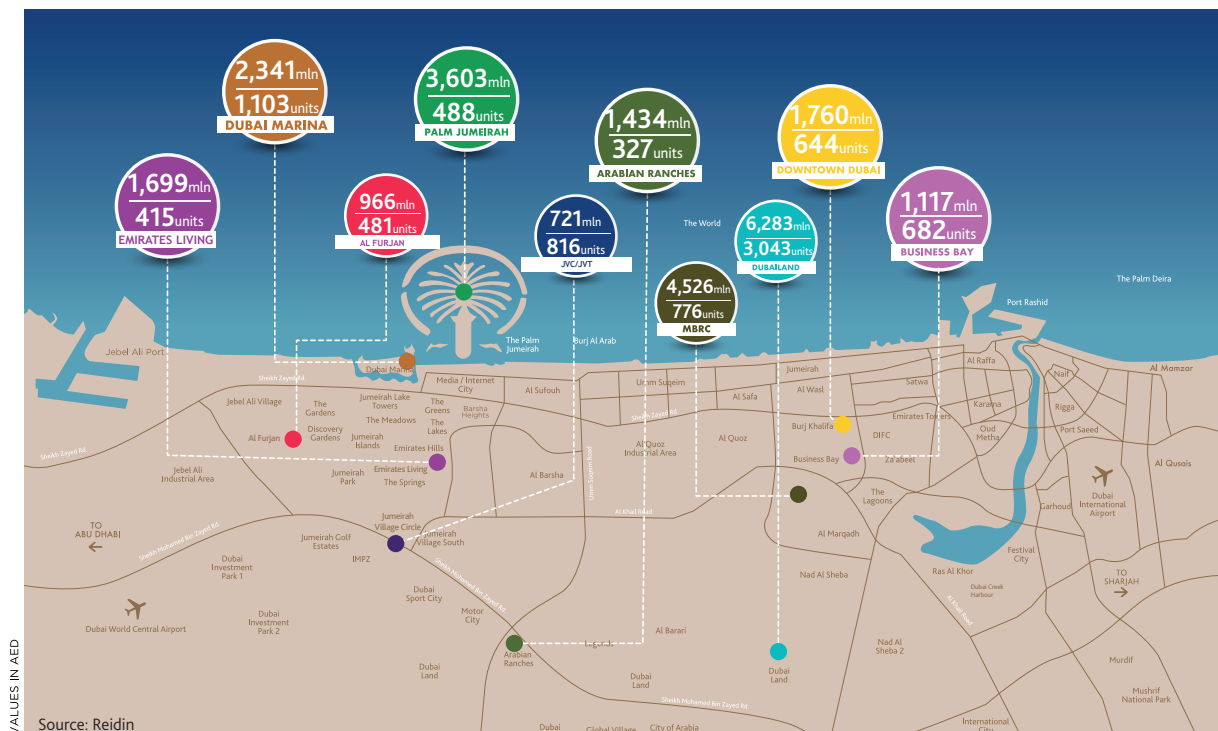 2,341mln
1,103units
DUBAI MARINA
3,603mln
488units
PALM JUMEIRAH
1,434mln
327units
ARABIAN RANCHES
1,760mln
644units
DOWNTOWN DUBAI
1,699mln
415units
EMIRATES LIVING
966mln
481units
AL FURJAN
721mln
816units
JVC/JVT
The World
6,283mln
3,043units
DUBAILAND
1,117mln
682units
BUSINESS BAY
4,526mln
776units
MBRC
The Palm Deira
Port Rashid
Jebel Ali Port
The Palm
Jumeirah
Burj Al Arab
Dubai Marina
Media / Internet
City
Al Sufouh
Umm Suqeim
Al Safa
Jumeirah
Al Wasl
Satwa
Al Raffa
Naif
Al Mamzar
Sheikh Zayed Rd.
Jebel Ali Village
The
Gardens
Jumeirah Lake
Towers
The
Greens
Barsha
Heights
The Meadows
The
Lakes
Sheikh Zayed Rd.
Karama
Rigga
Emirates Towers
Burj Khalifa
Al Furjan
Discovery
Gardens
Jumeirah
Islands
Emirates Hills
Al Quoz
Industrial Area
Al Quoz
DIFC
Oud
Metha
Port Saeed
Sheikh Zayed Rd.
Jebel Ali
Industrial Area
Jumeirah
Park
Emirates Living
The Springs
Al Barsha
Umm Suqeim Road
Business Bay
Za'abeel
Al Qusais
The
Lagoons
Garhoud
Dubai
International
Airport
TO
ABU DHABI
Jumeirah
Village Circle
Al Khail Road
Jumeirah Golf
Estates
Jumeirah
Village South
Al Marqadh
Sheikh Mohamed Bin Zayed Rd.
Dubai
Investment
Park 1
IMPZ
Sheikh Mohamed Bin Zayed Rd.
Nad Al Sheba
Ras Al Khor
Festival
City
Dubai Creek
Harbour
TO
SHARJAH
Dubai World Central Airport
Dubai
Investment
Park 2
Dubai
Sport City
Motor
City
Al Khail Road
Al Barari
Legends
Nad Al
Sheba 2
Arabian
Ranches
Dubai
Land
Dubai
Land
Dubai
Land
Murdif
Mushrif
National Park
Sheikh Mohamed Bin Zayed Rd
VALUES IN AED
Source: Reidin
Dubai
Global Village
City of Arabia
International
City